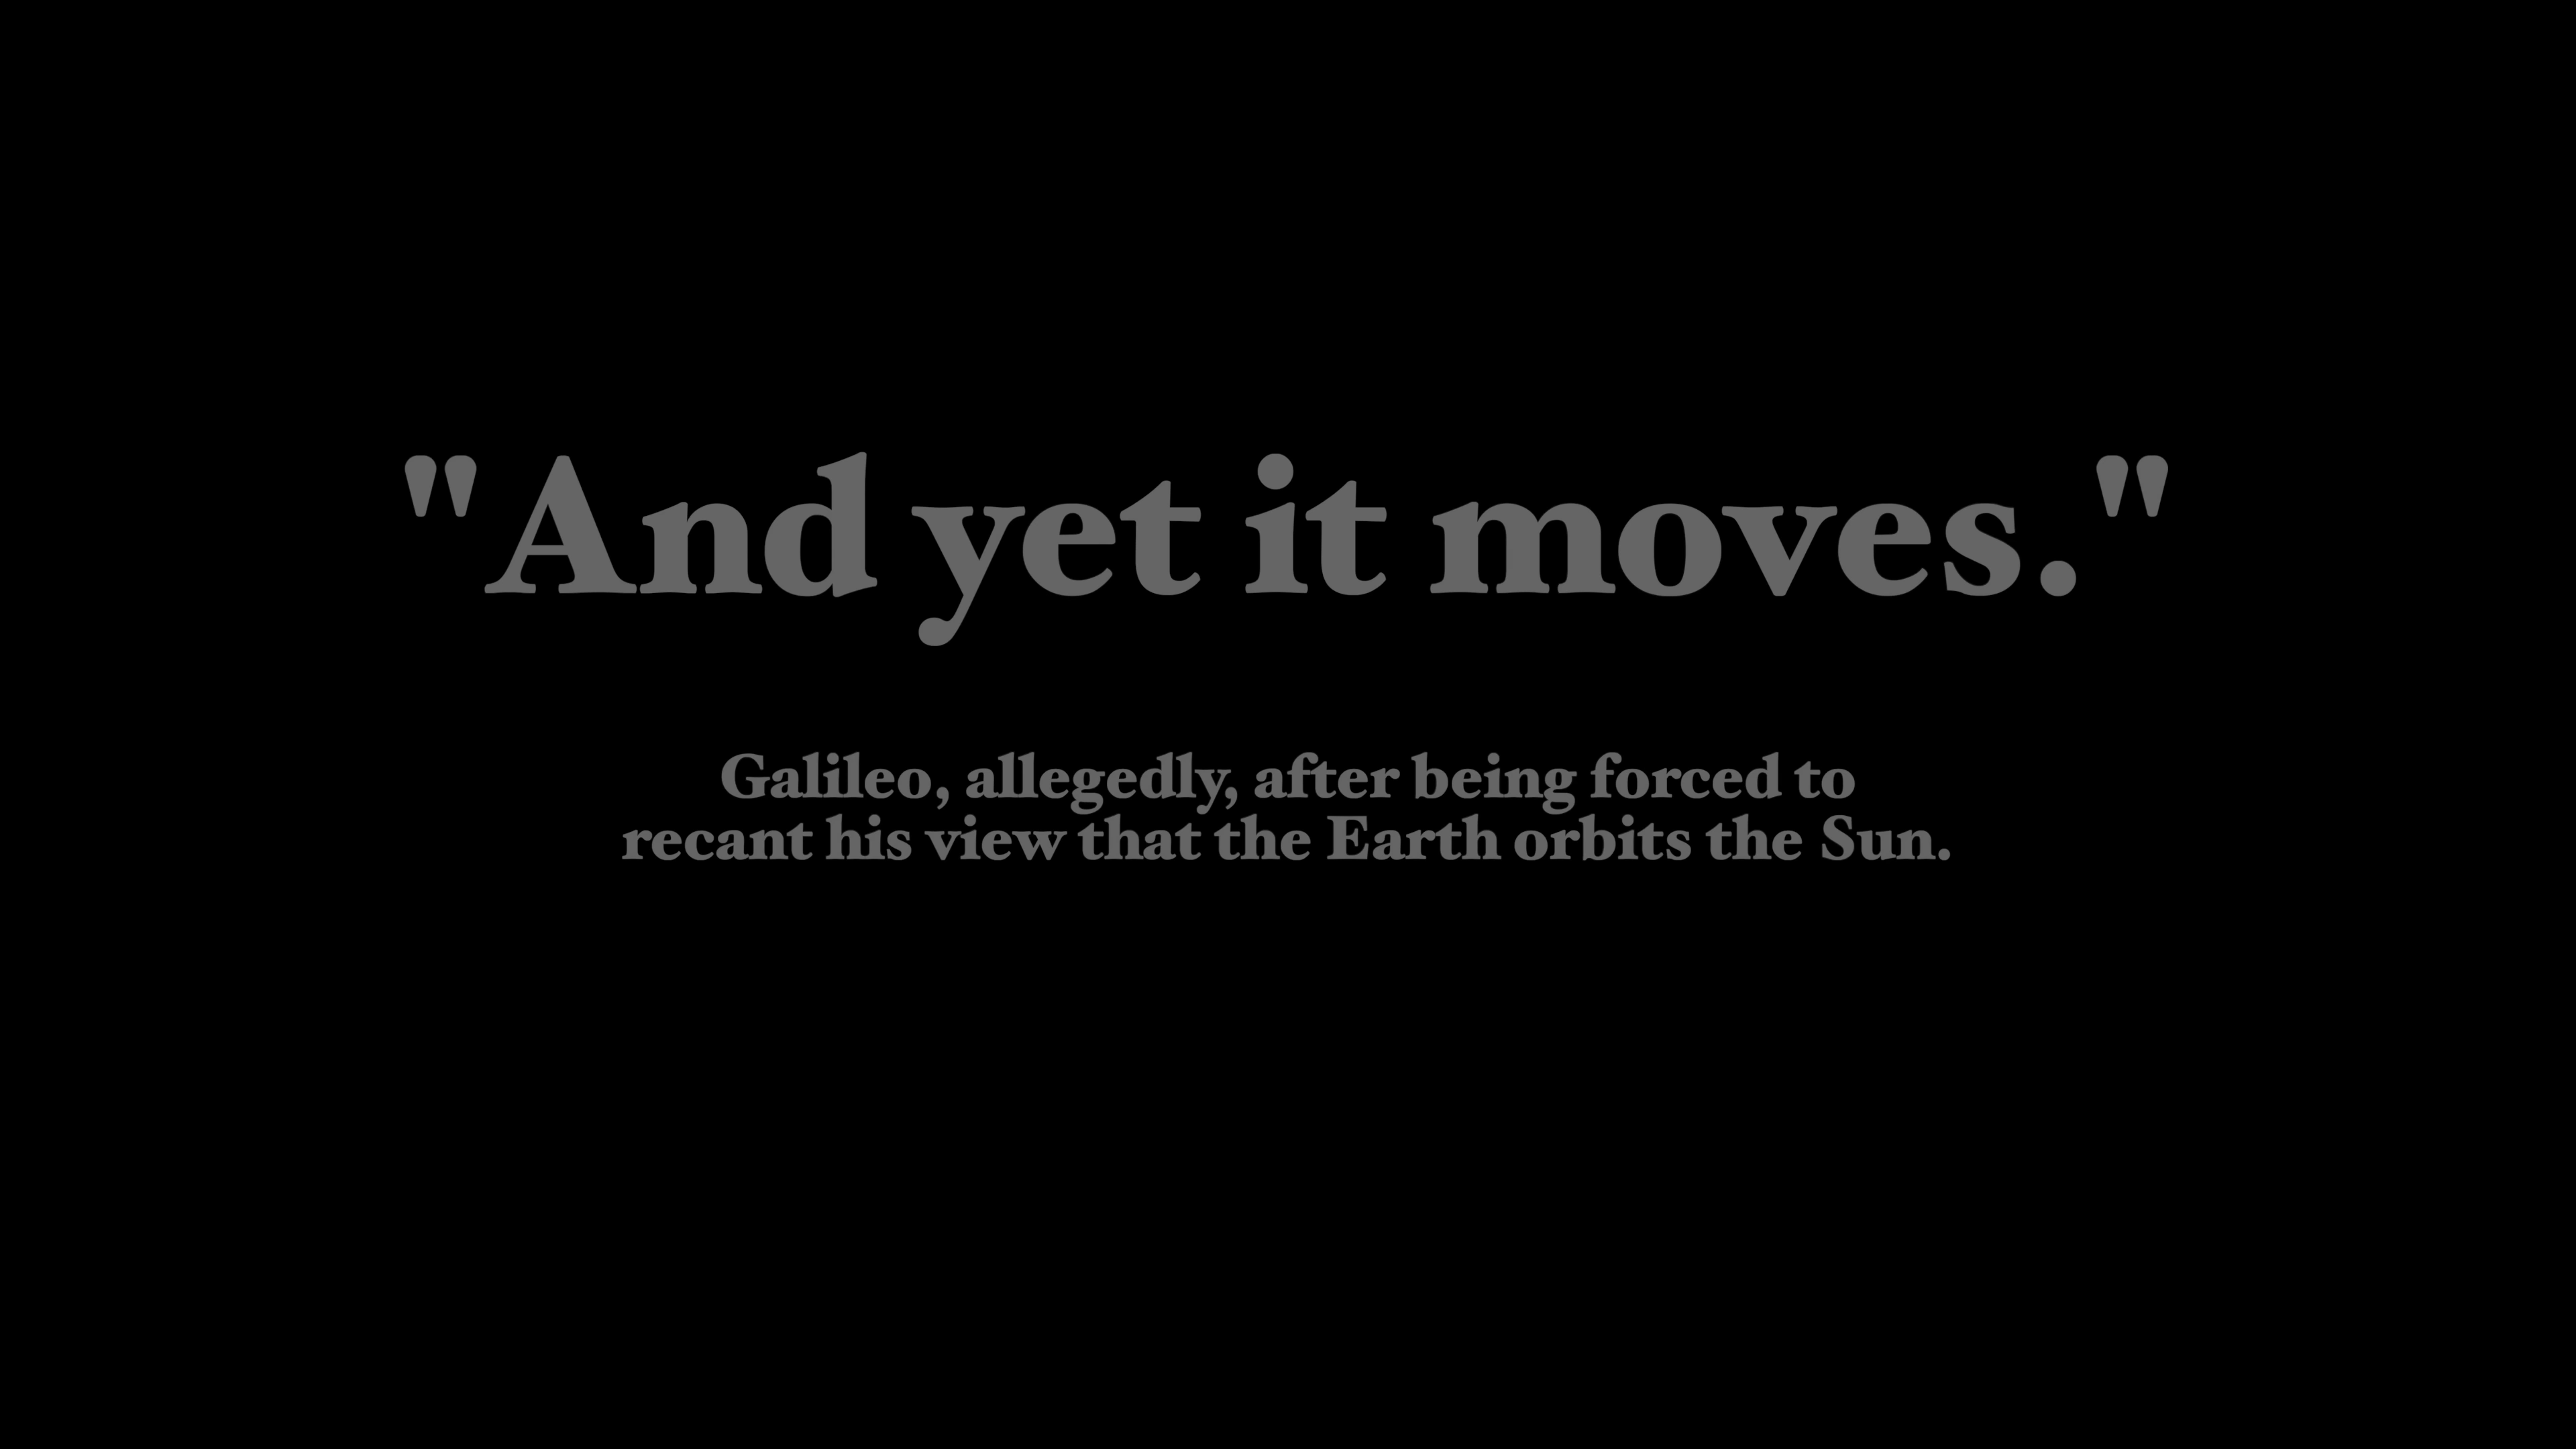 "And yet it moves."
Galileo, allegedly, after being forced to
recant his view that the Earth orbits the Sun.